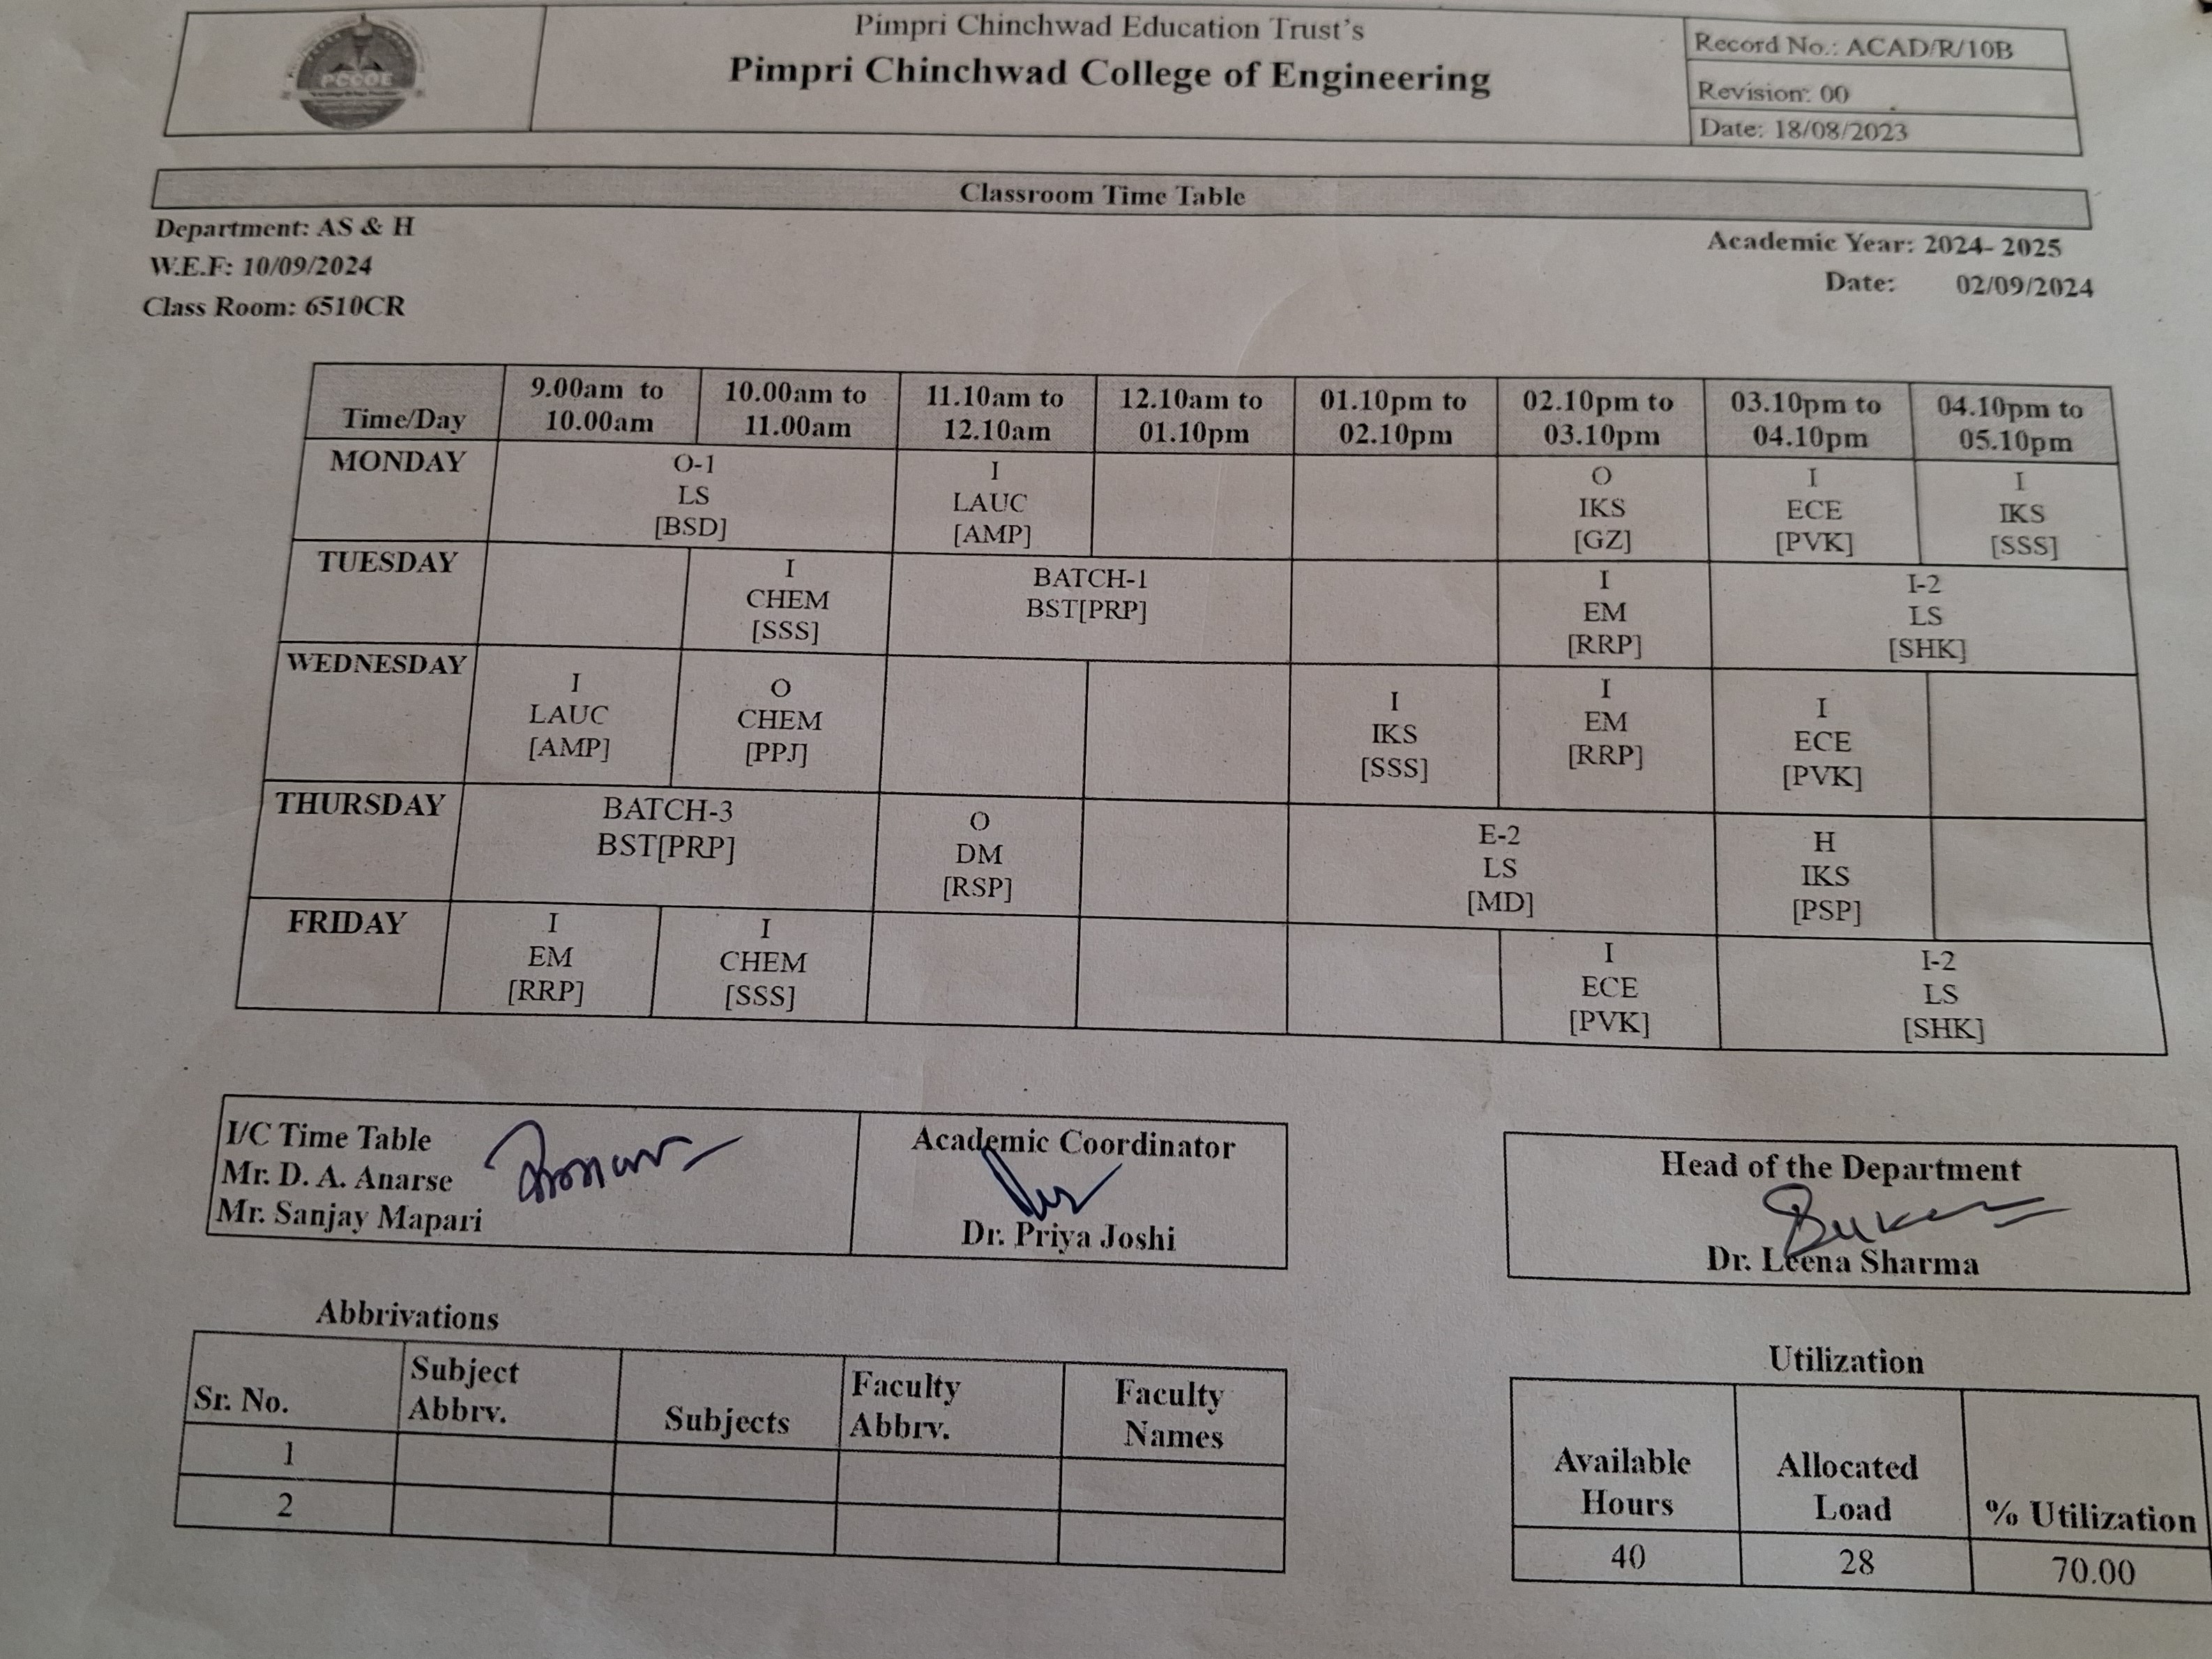 PCCOE
Pimpri Chinchwad Education Trust's
Pimpri Chinchwad College of Engineering
Record No.: ACAD/R/10B
Revision: 00
Date: 18/08/2023
Classroom Time Table
Department: AS & H
W.E.F: 10/09/2024
Class Room: 6510CR
Academic Year: 2024- 2025
Date: 02/09/2024
Time/Day
9.00am to
10.00am
10.00am to
11.00am
11.10am to
12.10am
12.10am to
01.10pm
01.10pm to
02.10pm
02.10pm to
03.10pm
03.10pm to
04.10pm
04.10pm to
05.10pm
MONDAY
O-1
LS
[BSD]
I
LAUC
[AMP]
O
IKS
[GZ]
I
ECE
[PVK]
I
IKS
[SSS]
TUESDAY
I
CHEM
[SSS]
BATCH-1
BST[PRP]
I
EM
[RRP]
I-2
LS
[SHK]
WEDNESDAY
I
LAUC
[AMP]
O
CHEM
[PPJ]
I
IKS
[SSS]
I
EM
[RRP]
I
ECE
[PVK]
THURSDAY
BATCH-3
BST[PRP]
O
DM
[RSP]
E-2
LS
[MD]
H
IKS
[PSP]
FRIDAY
I
EM
[RRP]
I
CHEM
[SSS]
I
ECE
[PVK]
I-2
LS
[SHK]
I/C Time Table
Mr. D. A. Anarse
Mr. Sanjay Mapari
Academic Coordinator
Dr. Priya Joshi
Head of the Department
Dr. Leena Sharma
Abbrivations
Sr. No.
Subject
Abbrv.
Subjects
Faculty
Abbrv.
Faculty
Names
1
2
Utilization
Available
Hours
Allocated
Load
% Utilization
40
28
70.00